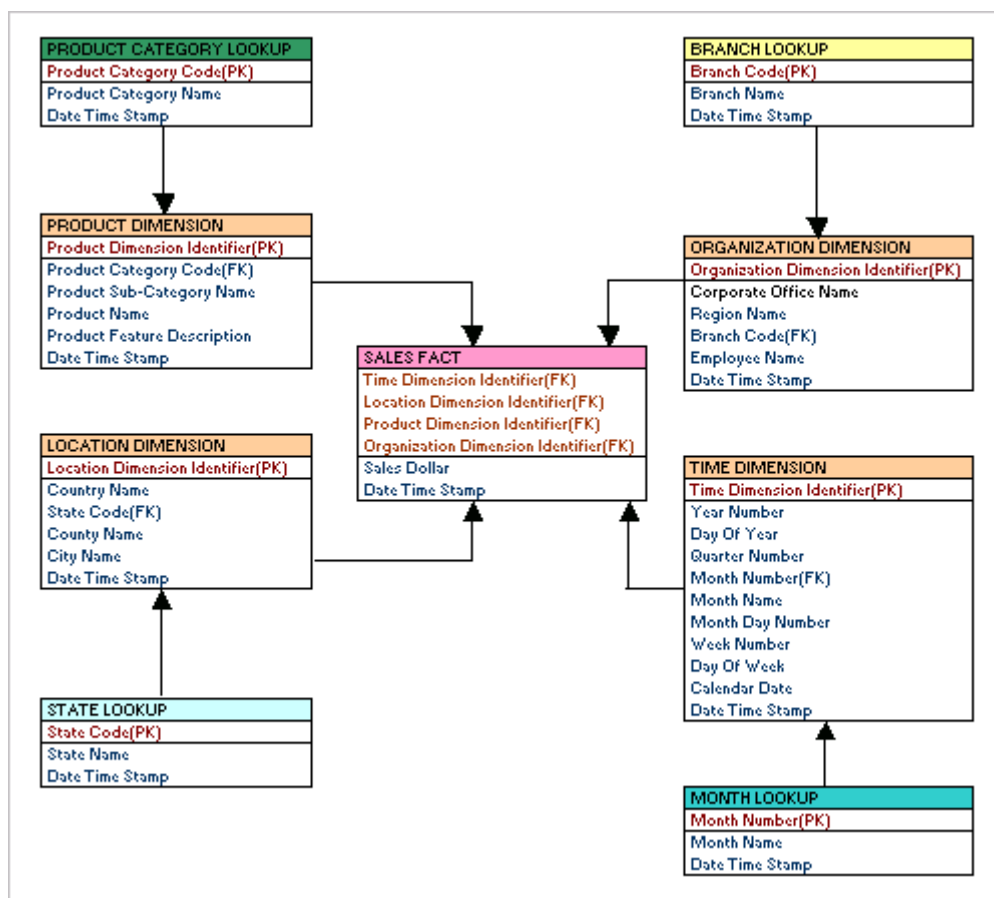 PRODUCT CATEGORY LOOKUP
Product Category Code(PK)
Product Category Name
Date Time Stamp
BRANCH LOOKUP
Branch Code(PK)
Branch Name
Date Time Stamp
PRODUCT DIMENSION
Product Dimension Identifier(PK)
Product Category Code(FK)
Product Sub-Category Name
Product Name
Product Feature Description
Date Time Stamp
ORGANIZATION DIMENSION
Organization Dimension Identifier(PK)
Corporate Office Name
Region Name
Branch Code(FK)
Employee Name
Date Time Stamp
SALES FACT
Time Dimension Identifier(FK)
Location Dimension Identifier(FK)
Product Dimension Identifier(FK)
Organization Dimension Identifier(FK)
Sales Dollar
Date Time Stamp
LOCATION DIMENSION
Location Dimension Identifier(PK)
Country Name
State Code(FK)
County Name
City Name
Date Time Stamp
TIME DIMENSION
Time Dimension Identifier(PK)
Year Number
Day Of Year
Quarter Number
Month Number(FK)
Month Name
Month Day Number
Week Number
Day Of Week
Calendar Date
Date Time Stamp
STATE LOOKUP
State Code(PK)
State Name
Date Time Stamp
MONTH LOOKUP
Month Number(PK)
Month Name
Date Time Stamp